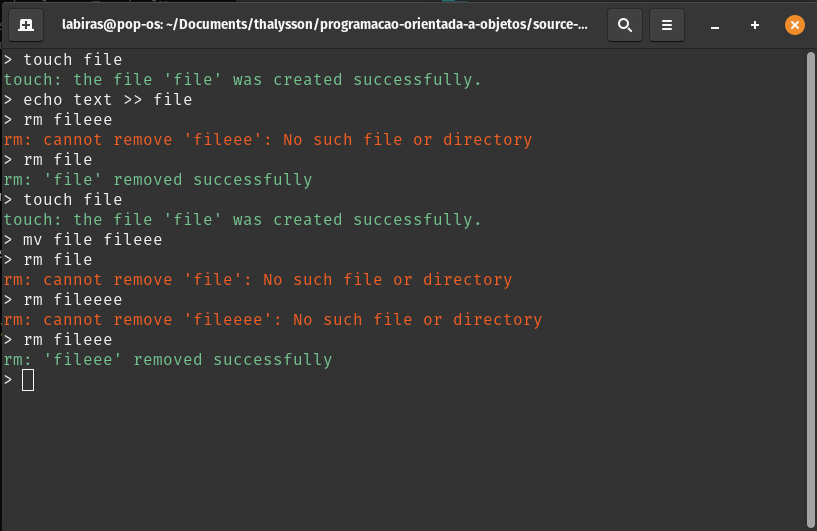 labiras@pop-os: ~/Documents/thalysson/programacao-orientada-a-objetos/source-...
> touch file
touch: the file 'file' was created successfully.
> echo text >> file
> rm fileee
rm: cannot remove 'fileee': No such file or directory
> rm file
rm: 'file' removed successfully
> touch file
touch: the file 'file' was created successfully.
> mv file fileee
> rm file
rm: cannot remove 'file': No such file or directory
> rm fileeee
rm: cannot remove 'fileeee': No such file or directory
> rm fileee
rm: 'fileee' removed successfully
>